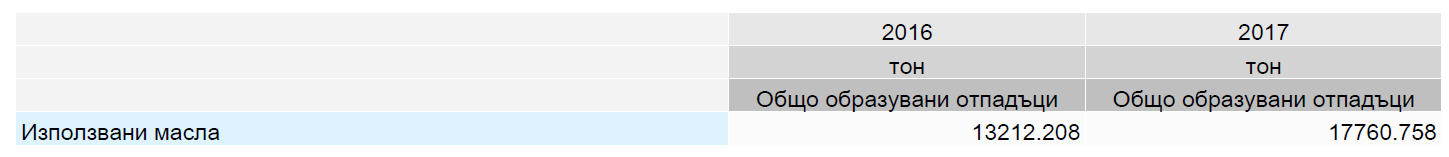 2016 2017
тон тон
Общо образувани отпадъци Общо образувани отпадъци
Използвани масла 13212.208 17760.758